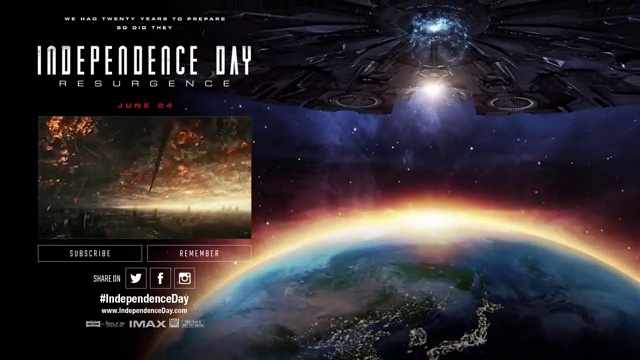 WE HAD TWENTY YEARS TO PREPARE
SO DID THEY
INDEPENDENCE DAY
RESURGENCE
JUNE 24
SUBSCRIBE
REMEMBER
SHARE ON
#IndependenceDay
www.IndependenceDay.com
IMAX